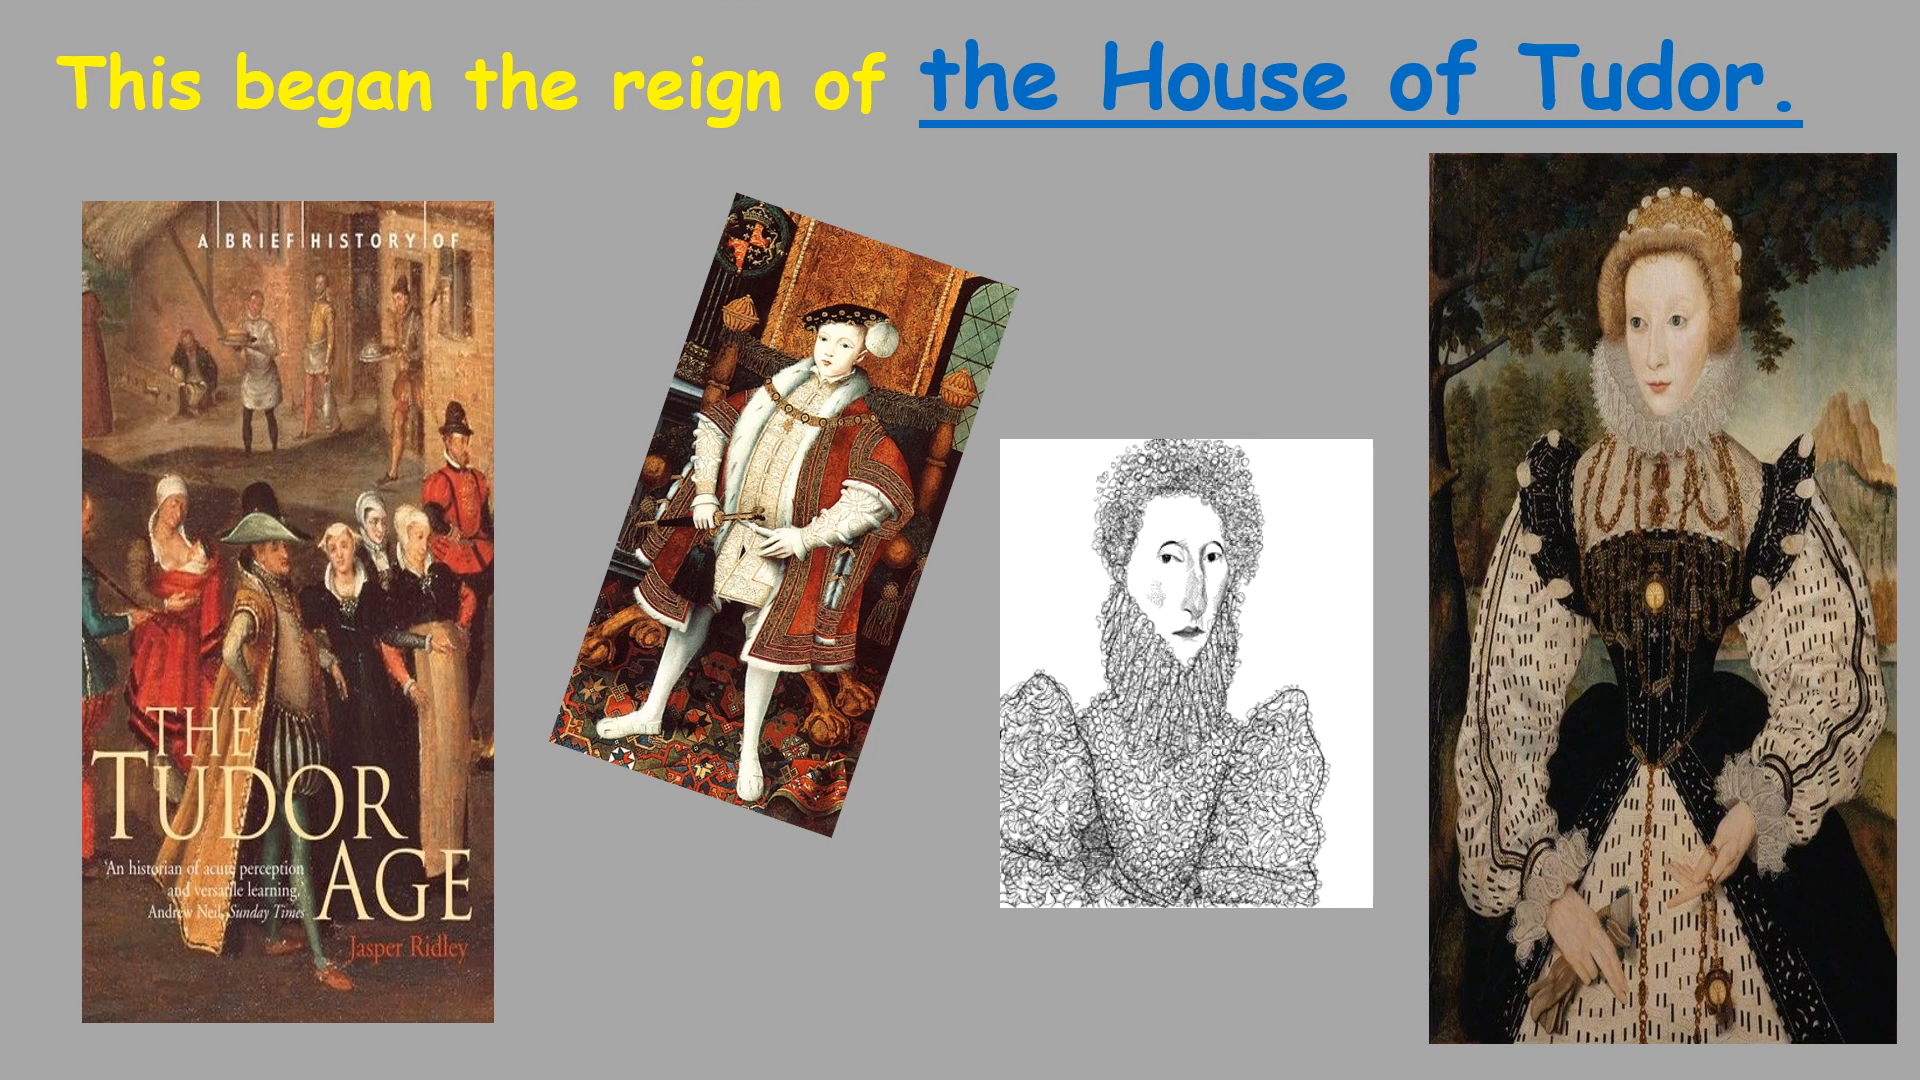 This began the reign of the House of Tudor.
A BRIEF HISTORY OF
THE
TUDOR
AGE
'An historian of acute perception
and versatile learning.'
Andrew Neil, Sunday Times
Jasper Ridley